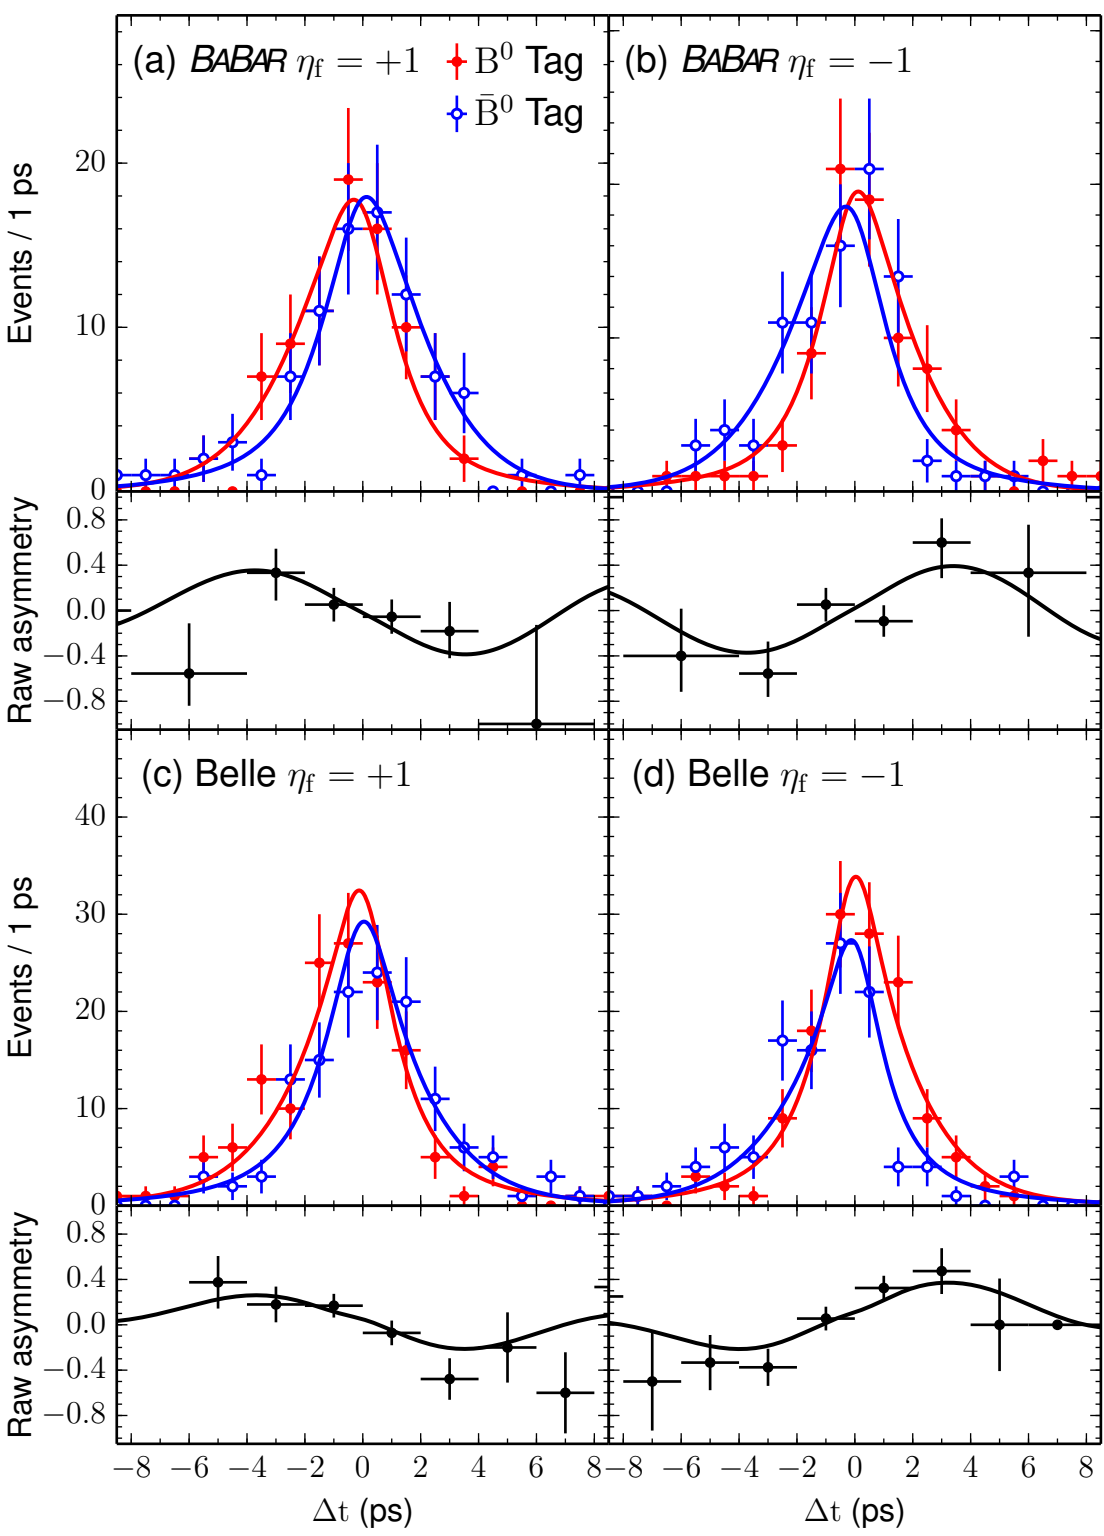 (a) BABAR ηf = +1
B⁰ Tag
B̄⁰ Tag
(b) BABAR ηf = −1
Events / 1 ps
20
10
0
Raw asymmetry
0.8
0.4
0.0
−0.4
−0.8
(c) Belle ηf = +1
(d) Belle ηf = −1
Events / 1 ps
40
30
20
10
0
Raw asymmetry
0.8
0.4
0.0
−0.4
−0.8
−8 −6 −4 −2 0 2 4 6 8 −8 −6 −4 −2 0 2 4 6 8
Δt (ps) Δt (ps)